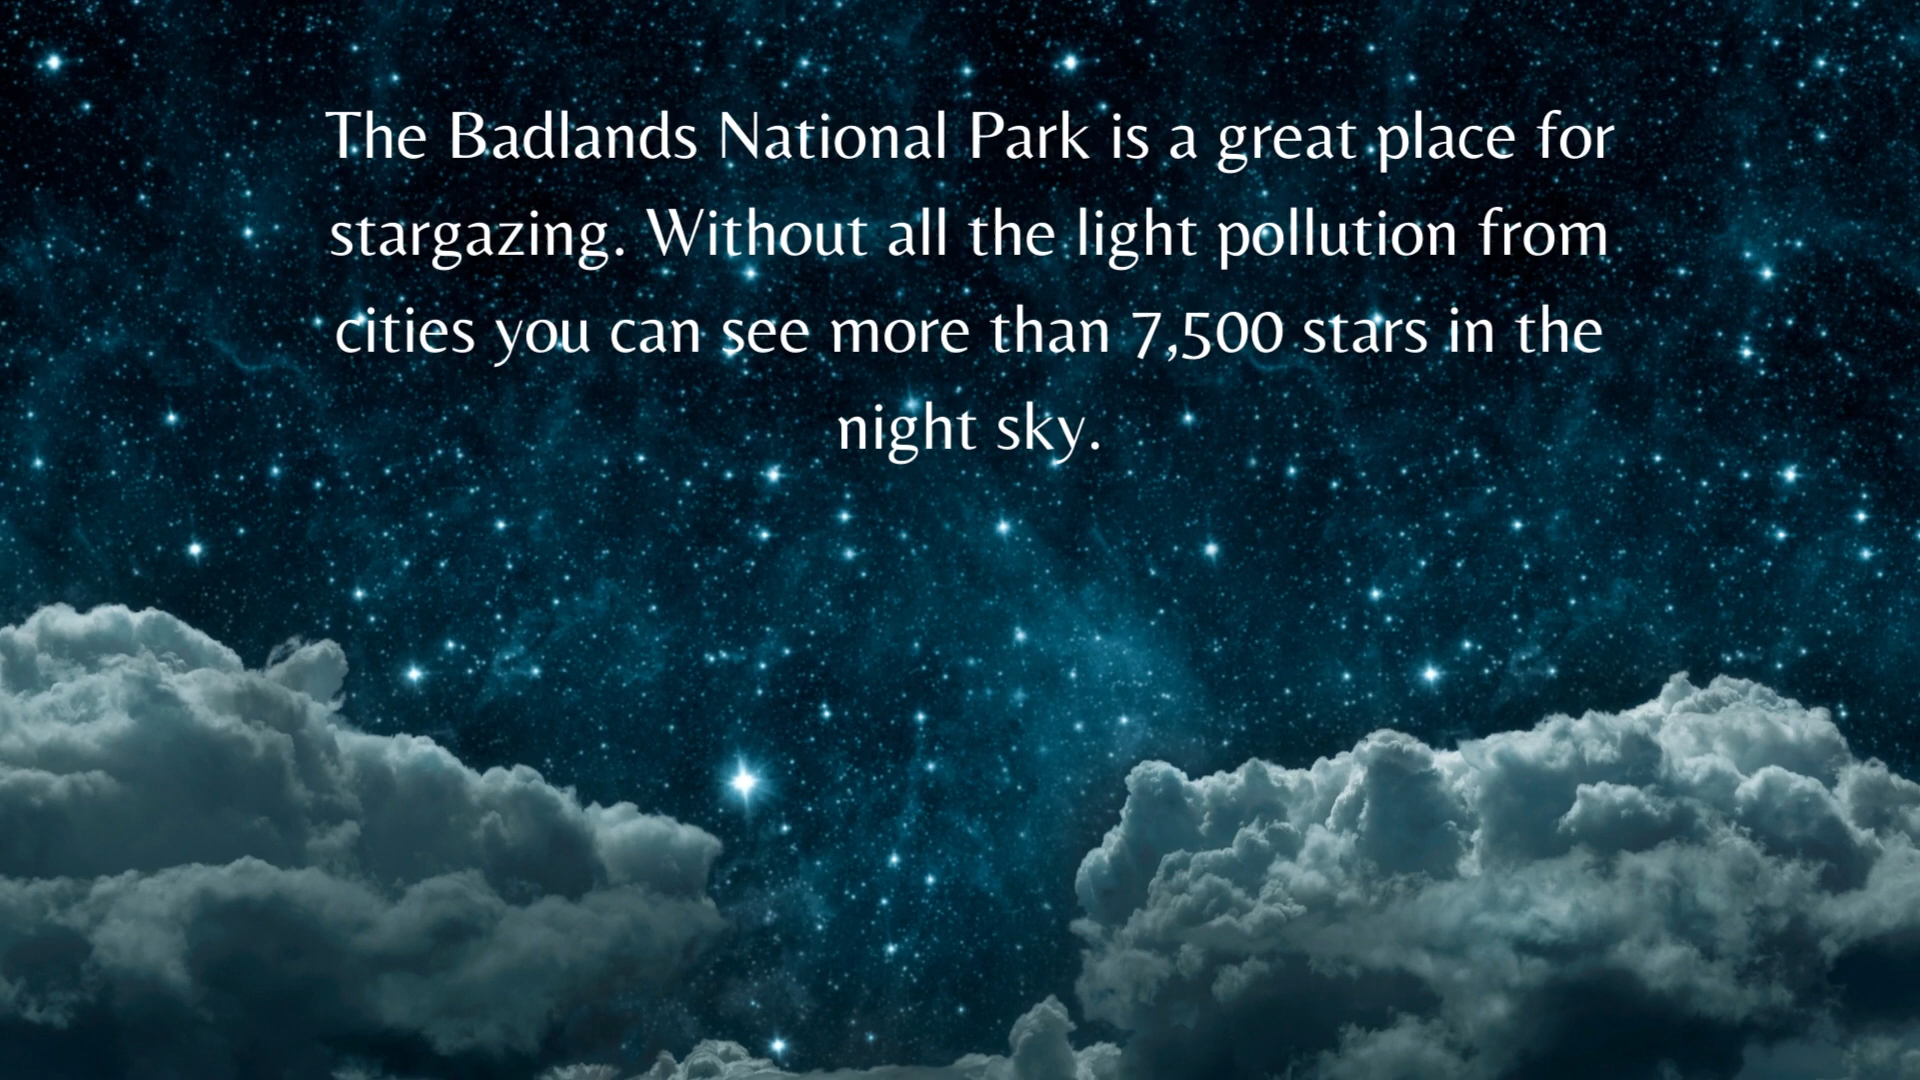 The Badlands National Park is a great place for
stargazing. Without all the light pollution from
cities you can see more than 7,500 stars in the
night sky.